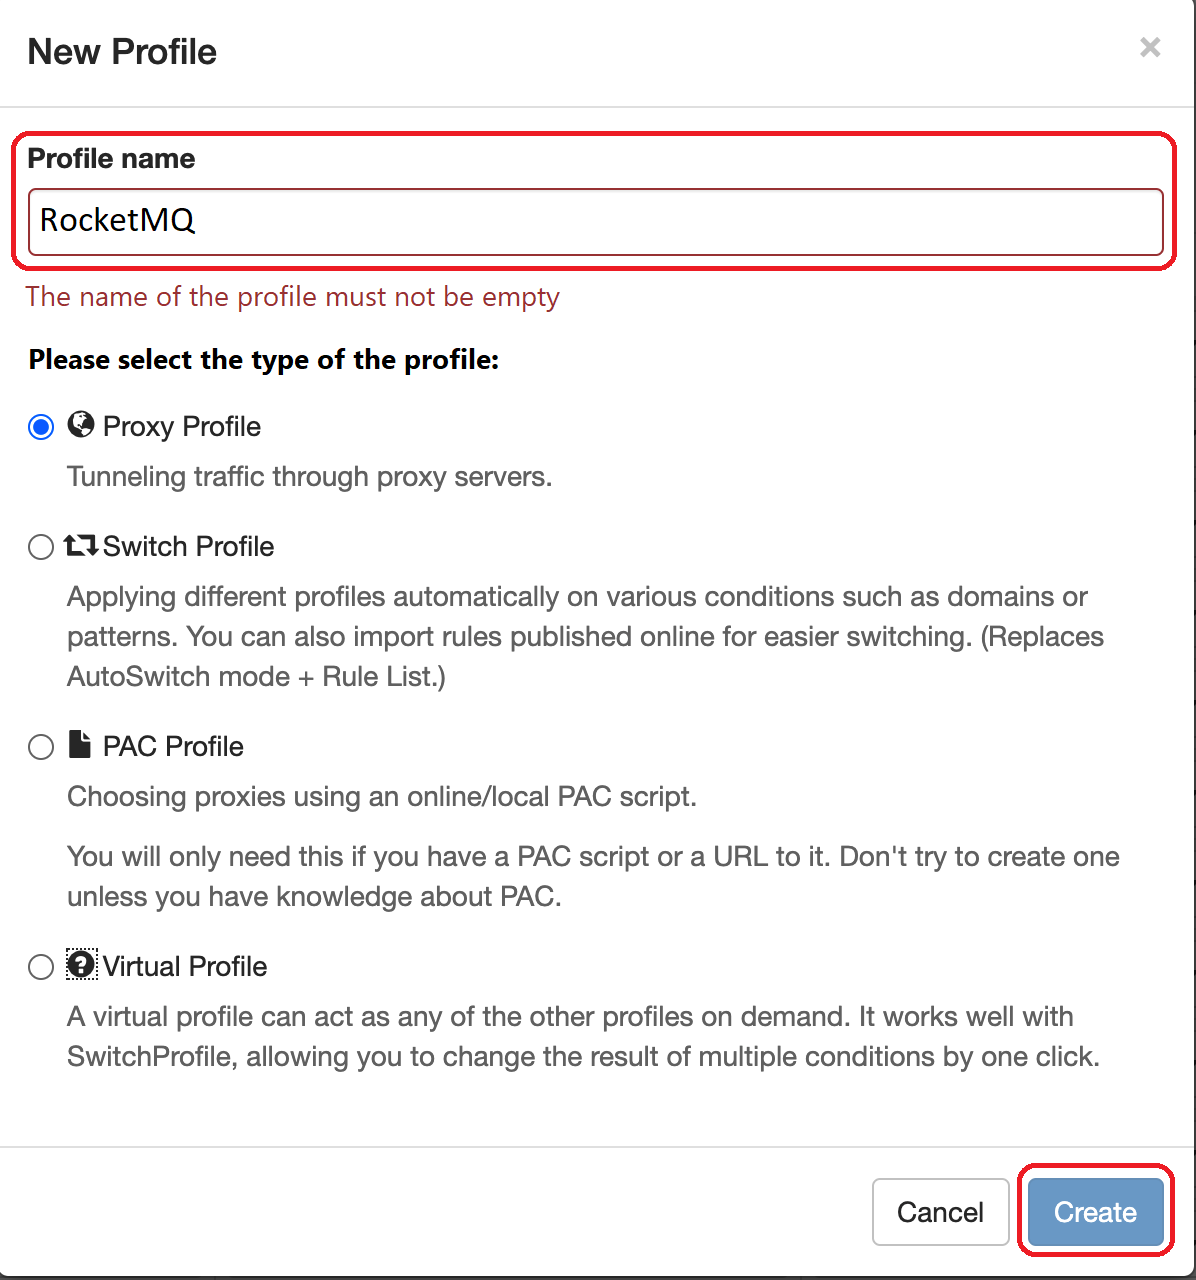 New Profile
×
Profile name
RocketMQ
The name of the profile must not be empty
Please select the type of the profile:
Proxy Profile
Tunneling traffic through proxy servers.
Switch Profile
Applying different profiles automatically on various conditions such as domains or
patterns. You can also import rules published online for easier switching. (Replaces
AutoSwitch mode + Rule List.)
PAC Profile
Choosing proxies using an online/local PAC script.
You will only need this if you have a PAC script or a URL to it. Don't try to create one
unless you have knowledge about PAC.
Virtual Profile
A virtual profile can act as any of the other profiles on demand. It works well with
SwitchProfile, allowing you to change the result of multiple conditions by one click.
Cancel
Create